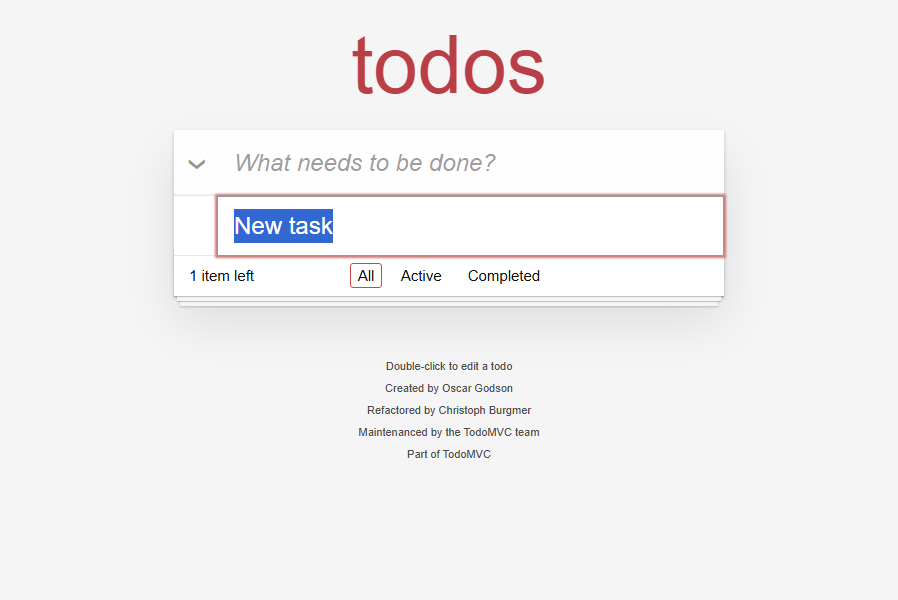 todos
What needs to be done?
New task
1 item left All Active Completed
Double-click to edit a todo
Created by Oscar Godson
Refactored by Christoph Burgmer
Maintenanced by the TodoMVC team
Part of TodoMVC